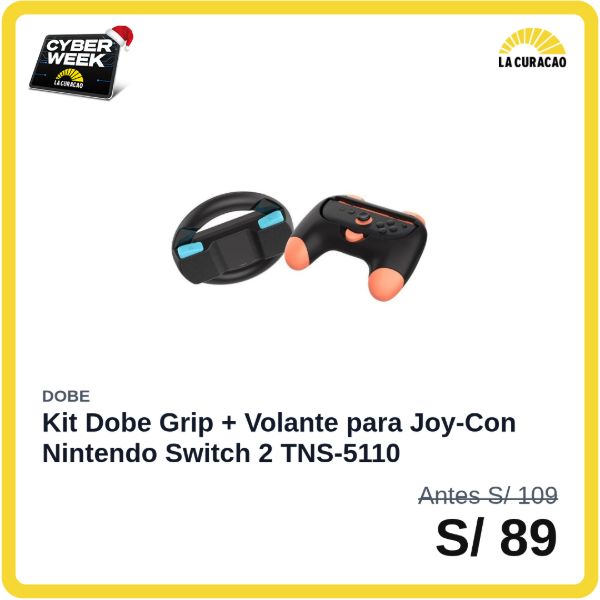 CYBER
WEEK
LA CURACAO
LA CURACAO
DOBE
Kit Dobe Grip + Volante para Joy-Con
Nintendo Switch 2 TNS-5110
Antes S/ 109
S/ 89